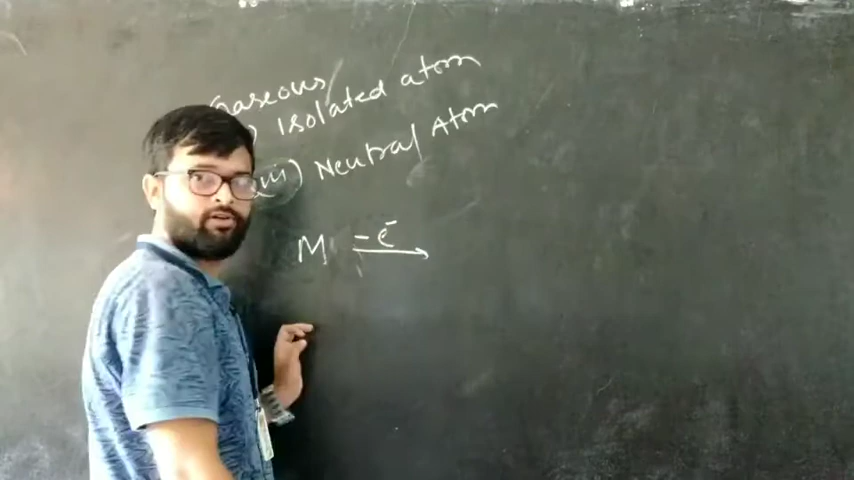 Gaseous
) Isolated atom
(iii) Neutral Atom
M -e⁻ →